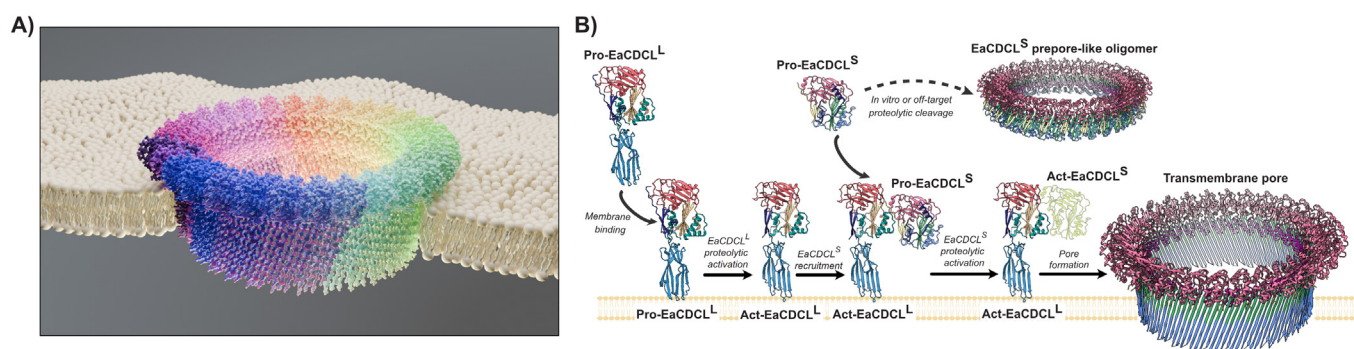 A)
B)
Pro-EaCDCL^L
Pro-EaCDCL^S
EaCDCL^S prepore-like oligomer
In vitro or off-target
proteolytic cleavage
Membrane
binding
Pro-EaCDCL^S
Act-EaCDCL^S
Transmembrane pore
EaCDCL^L
proteolytic
activation
EaCDCL^S
recruitment
EaCDCL^S
proteolytic
activation
Pore
formation
Pro-EaCDCL^L
Act-EaCDCL^L
Act-EaCDCL^L
Act-EaCDCL^L